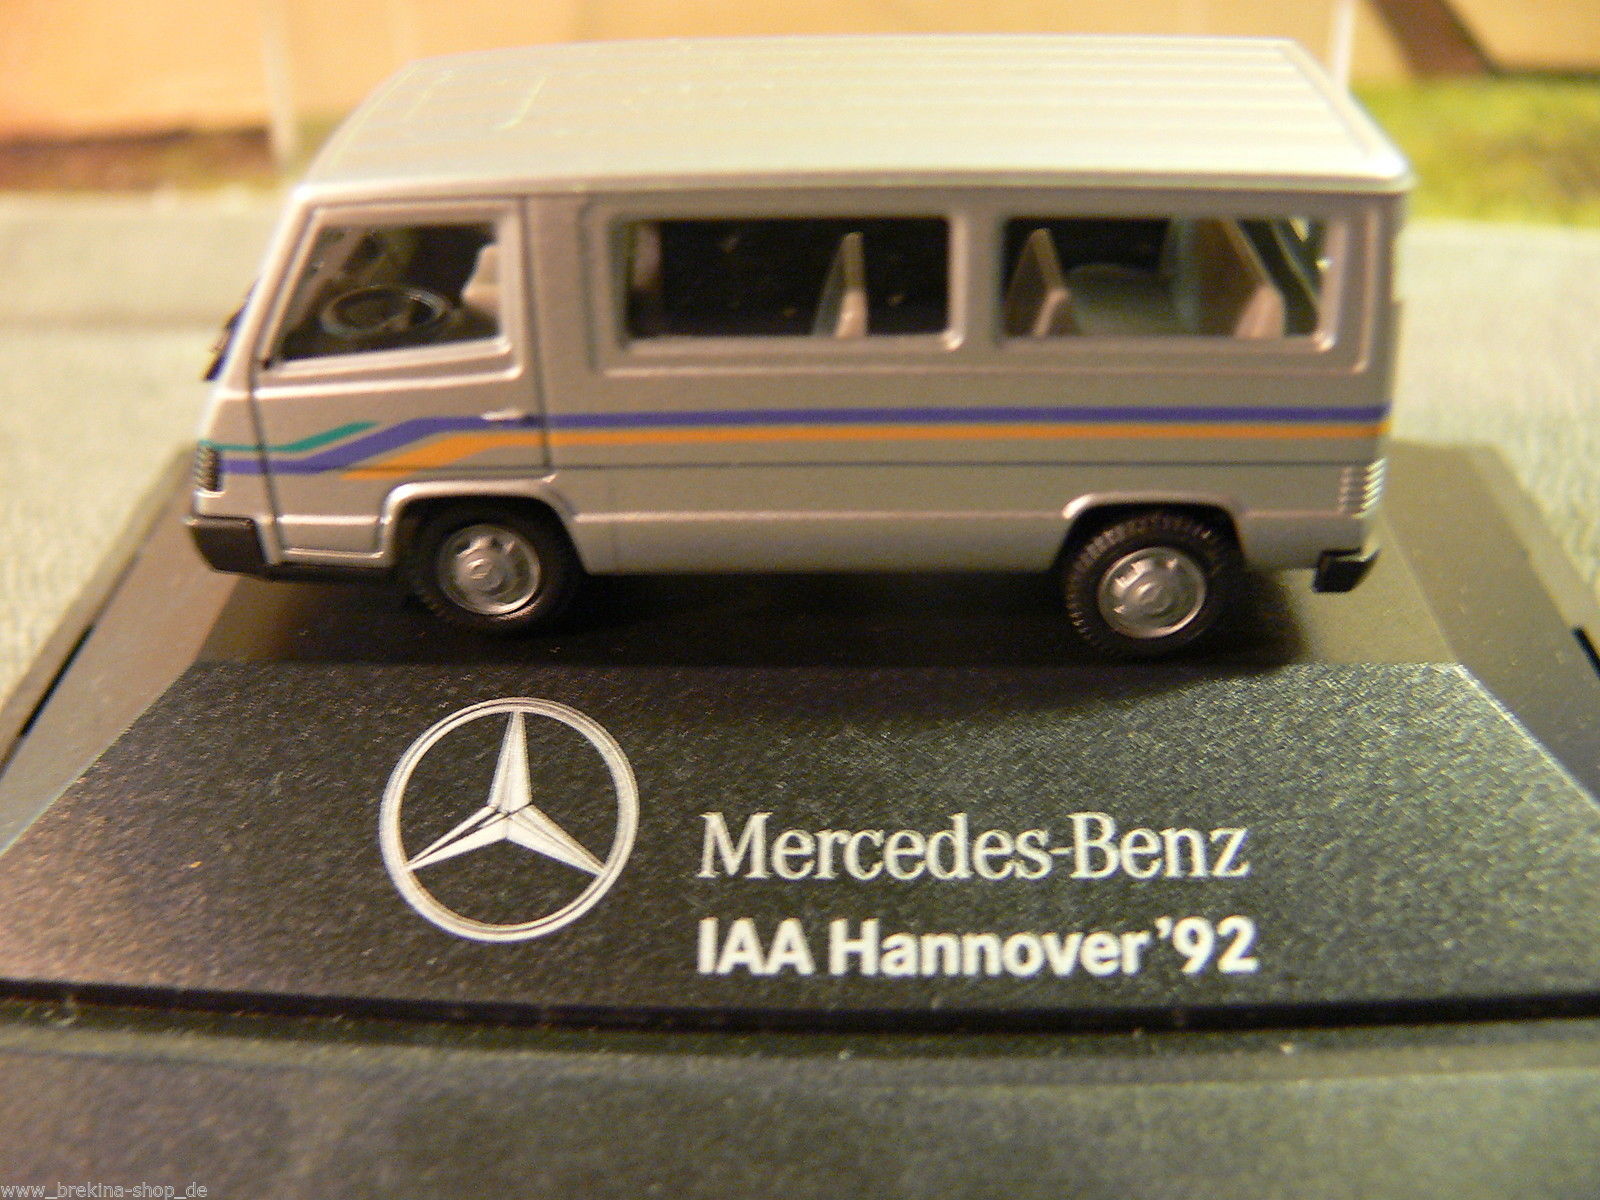 Mercedes-Benz
IAA Hannover '92
www_brekina-shop_de